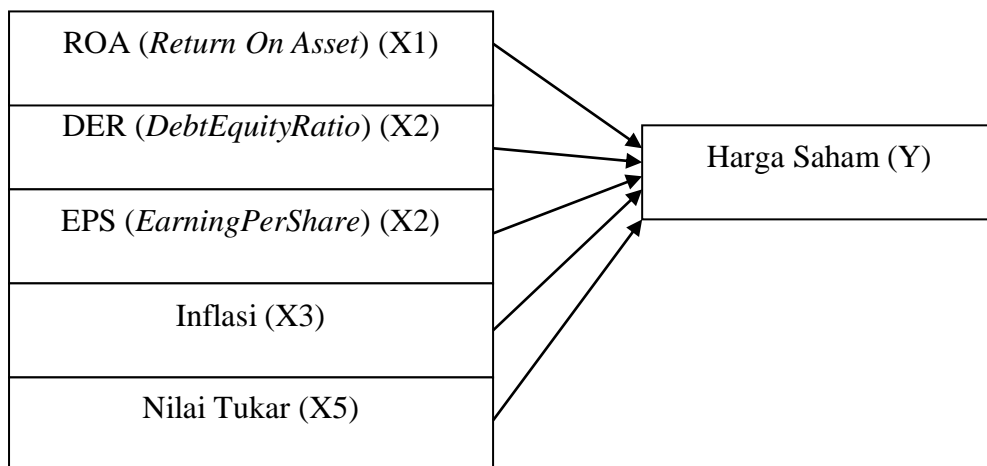 ROA (Return On Asset) (X1)
DER (DebtEquityRatio) (X2)
EPS (EarningPerShare) (X2)
Inflasi (X3)
Nilai Tukar (X5)
Harga Saham (Y)